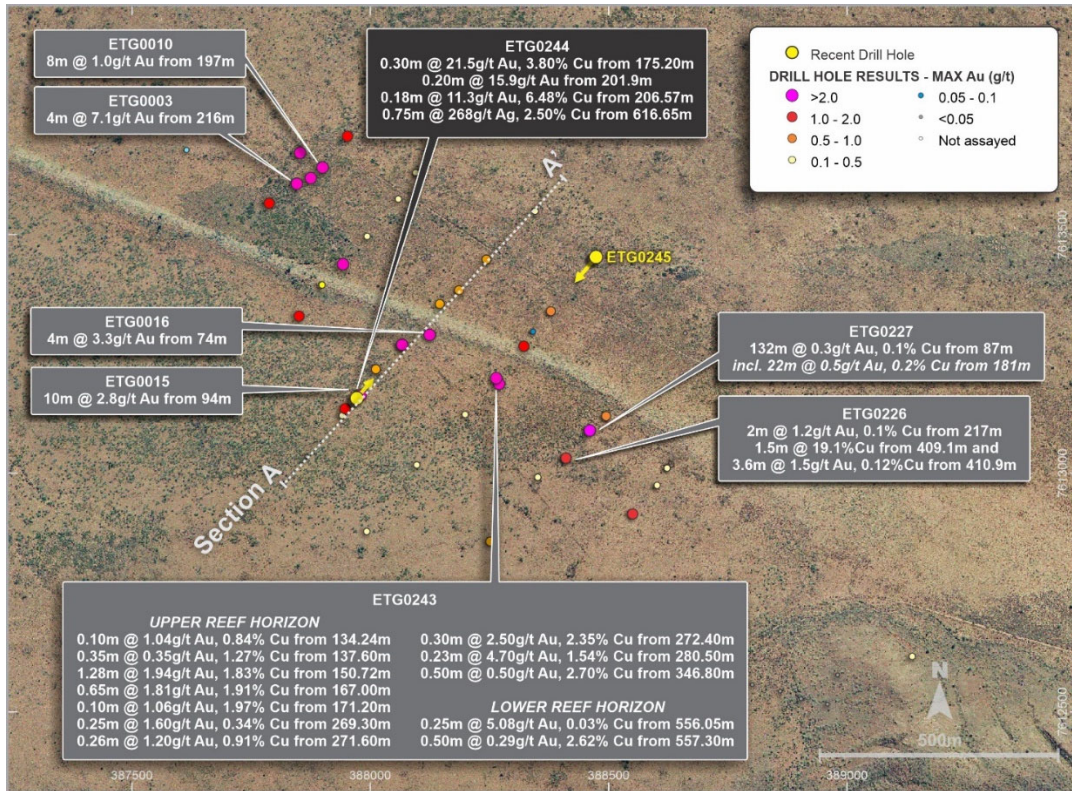 ETG0010
8m @ 1.0g/t Au from 197m
ETG0003
4m @ 7.1g/t Au from 216m
ETG0244
0.30m @ 21.5g/t Au, 3.80% Cu from 175.20m
0.20m @ 15.9g/t Au from 201.9m
0.18m @ 11.3g/t Au, 6.48% Cu from 206.57m
0.75m @ 268g/t Ag, 2.50% Cu from 616.65m
Recent Drill Hole
DRILL HOLE RESULTS - MAX Au (g/t)
>2.0
1.0 - 2.0
0.5 - 1.0
0.1 - 0.5
0.05 - 0.1
<0.05
Not assayed
A'
7613500
ETG0245
ETG0016
4m @ 3.3g/t Au from 74m
ETG0015
10m @ 2.8g/t Au from 94m
ETG0227
132m @ 0.3g/t Au, 0.1% Cu from 87m
incl. 22m @ 0.5g/t Au, 0.2% Cu from 181m
ETG0226
2m @ 1.2g/t Au, 0.1% Cu from 217m
1.5m @ 19.1%Cu from 409.1m and
3.6m @ 1.5g/t Au, 0.12%Cu from 410.9m
7613000
Section A
ETG0243
UPPER REEF HORIZON
0.10m @ 1.04g/t Au, 0.84% Cu from 134.24m
0.35m @ 0.35g/t Au, 1.27% Cu from 137.60m
1.28m @ 1.94g/t Au, 1.83% Cu from 150.72m
0.65m @ 1.81g/t Au, 1.91% Cu from 167.00m
0.10m @ 1.06g/t Au, 1.97% Cu from 171.20m
0.25m @ 1.60g/t Au, 0.34% Cu from 269.30m
0.26m @ 1.20g/t Au, 0.91% Cu from 271.60m
0.30m @ 2.50g/t Au, 2.35% Cu from 272.40m
0.23m @ 4.70g/t Au, 1.54% Cu from 280.50m
0.50m @ 0.50g/t Au, 2.70% Cu from 346.80m
LOWER REEF HORIZON
0.25m @ 5.08g/t Au, 0.03% Cu from 556.05m
0.50m @ 0.29g/t Au, 2.62% Cu from 557.30m
N
7612500
500m
387500
388000
388500
389000